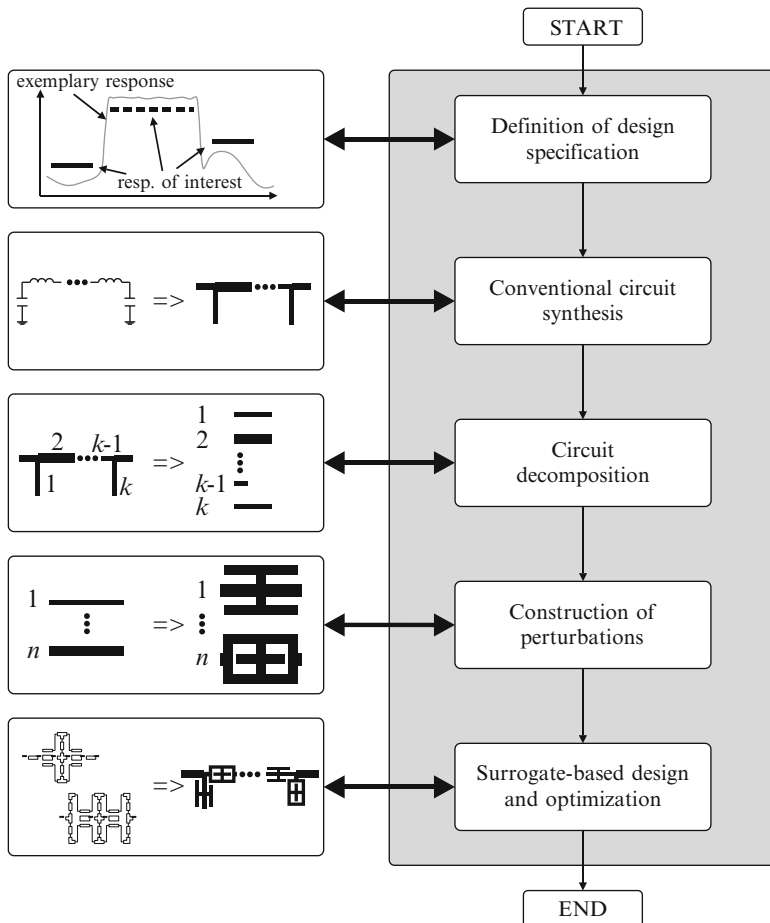 START
exemplary response
resp. of interest
Definition of design
specification
=>
Conventional circuit
synthesis
2 k-1
1 k
=>
1
2
k-1
k
Circuit
decomposition
1
n
=>
1
n
Construction of
perturbations
=>
Surrogate-based design
and optimization
END